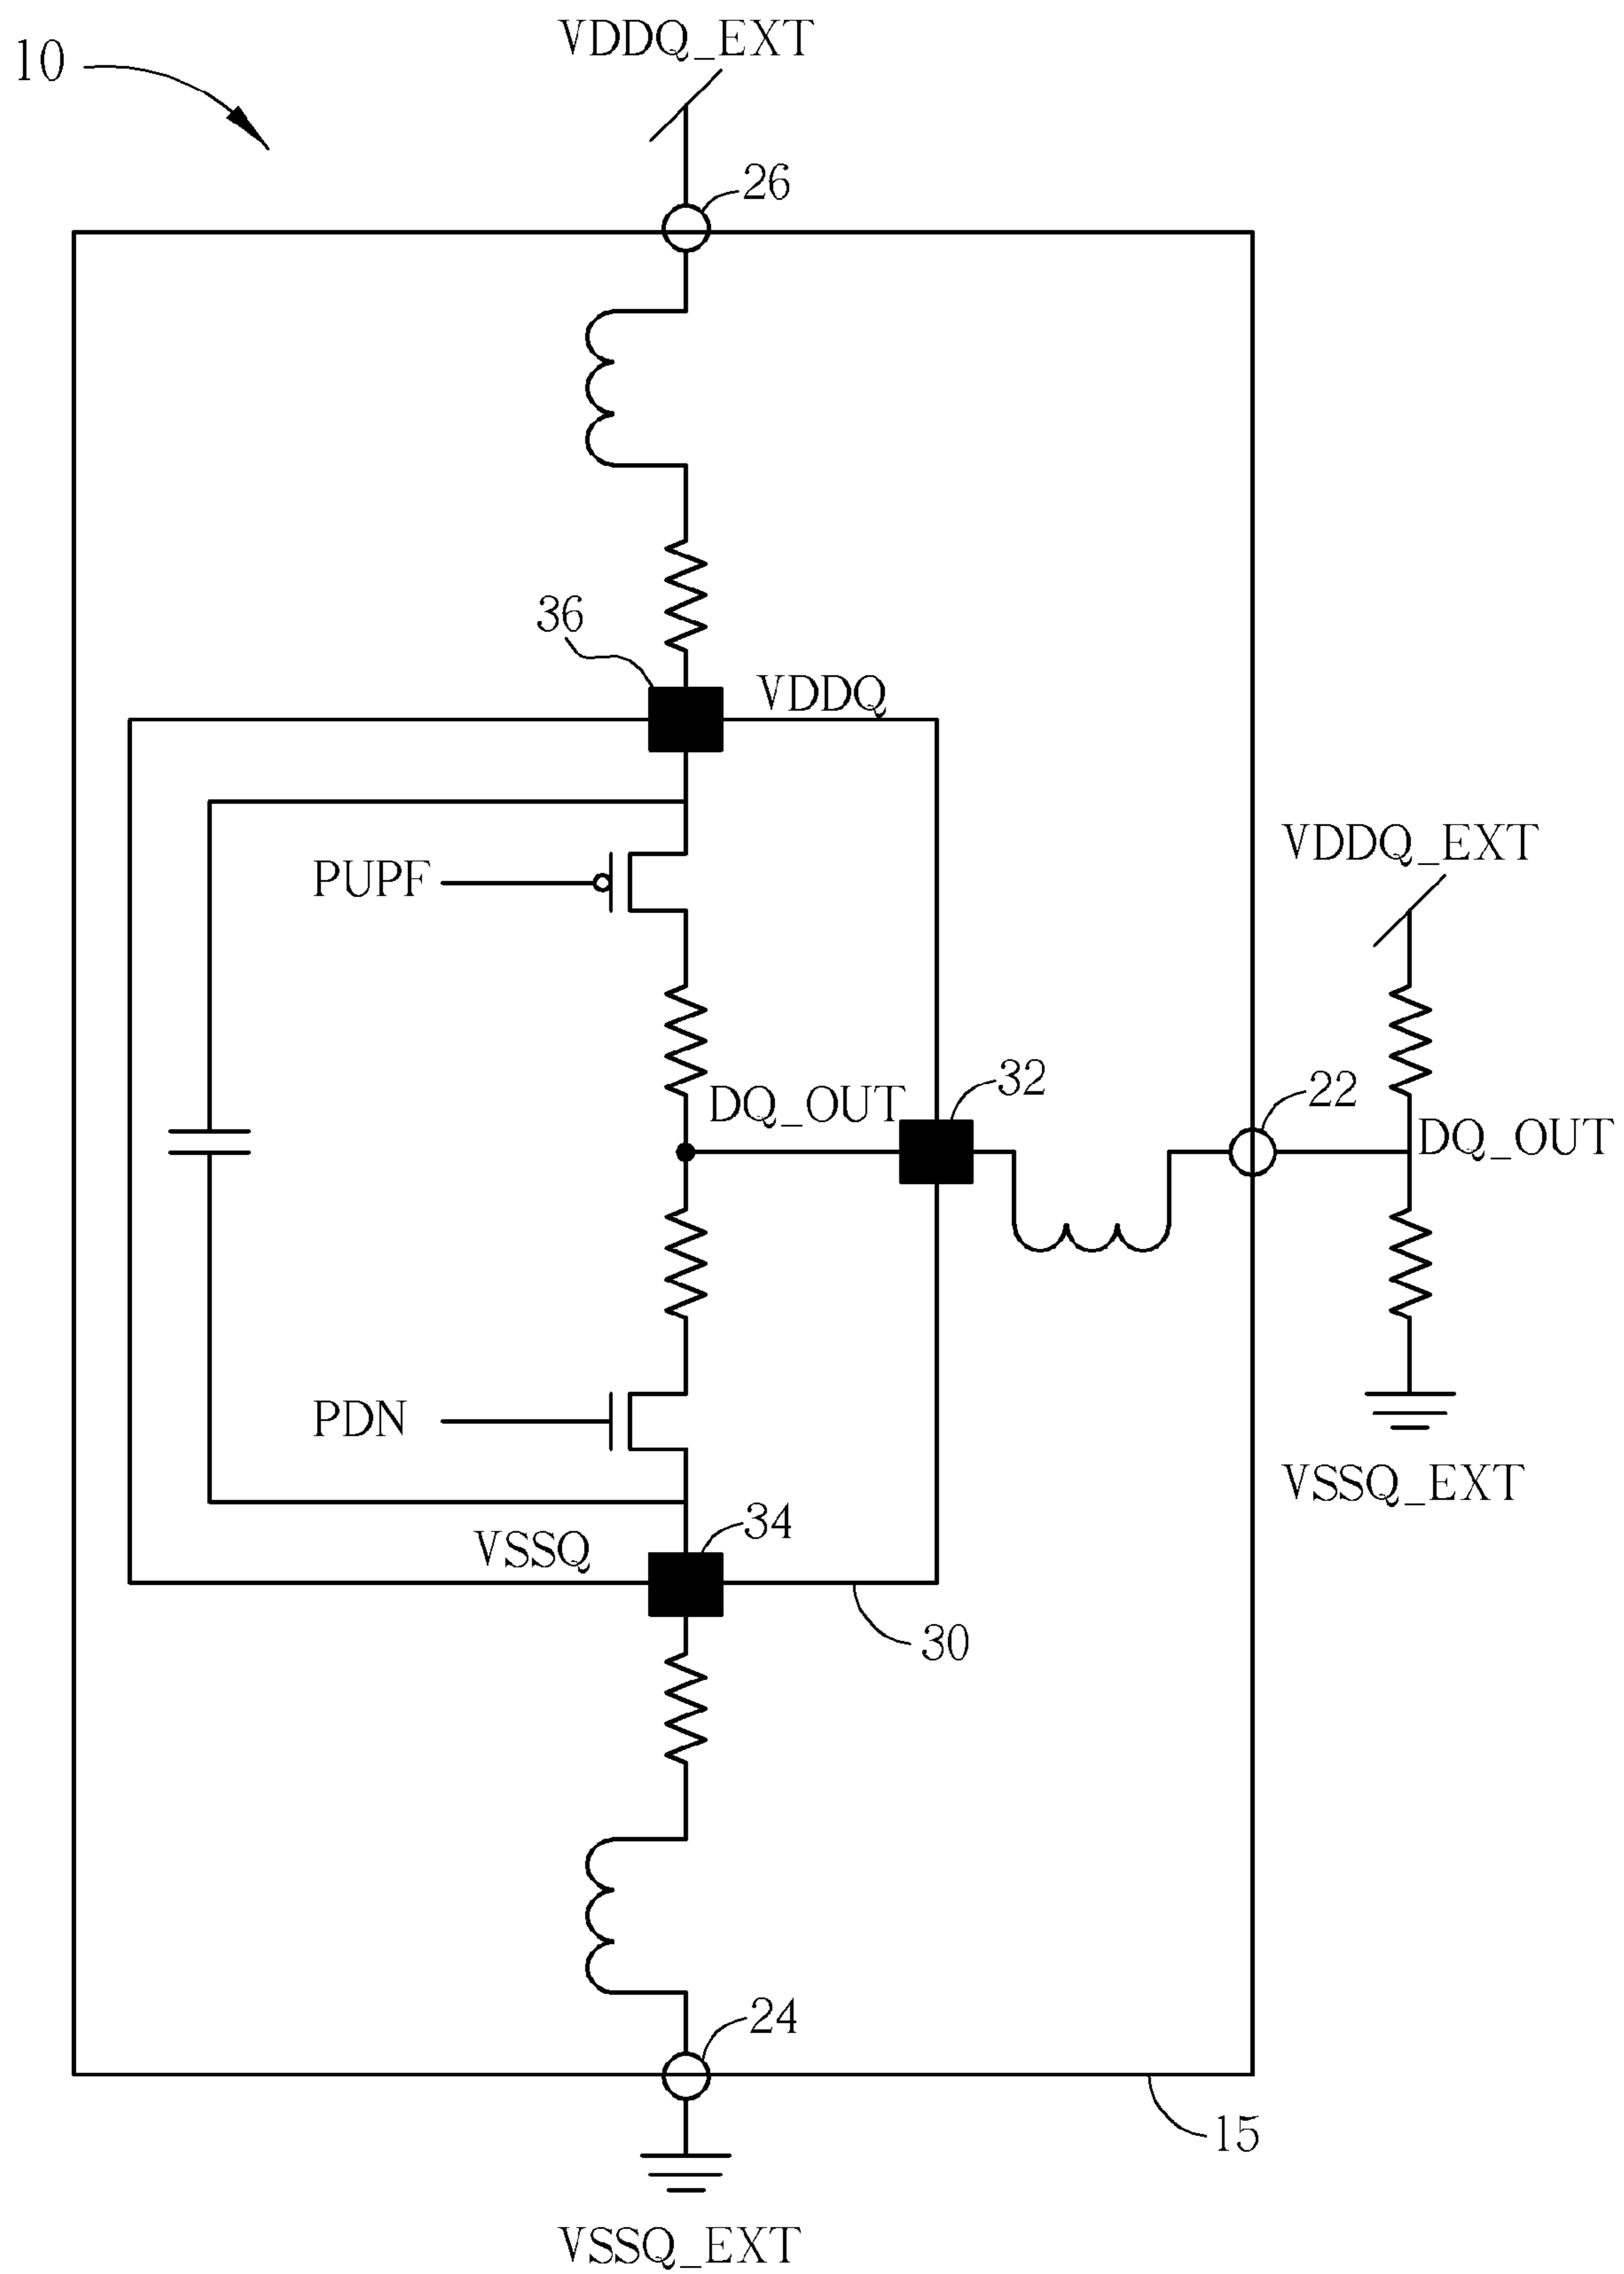 VDDQ_EXT
10
26
36
VDDQ
PUPF
VDDQ_EXT
32
22
DQ_OUT
DQ_OUT
PDN
VSSQ_EXT
34
VSSQ
30
24
15
VSSQ_EXT